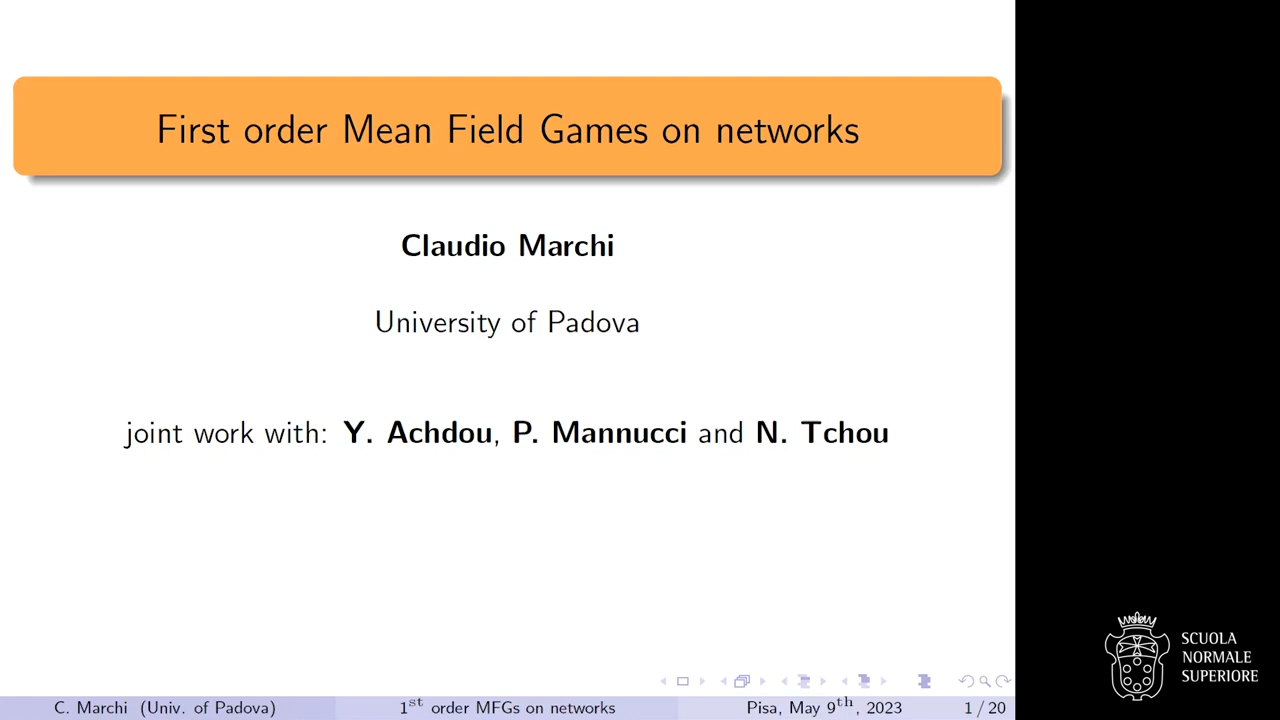 First order Mean Field Games on networks
Claudio Marchi
University of Padova
joint work with: Y. Achdou, P. Mannucci and N. Tchou
SCUOLA
NORMALE
SUPERIORE
C. Marchi (Univ. of Padova) 1st order MFGs on networks Pisa, May 9th, 2023 1 / 20